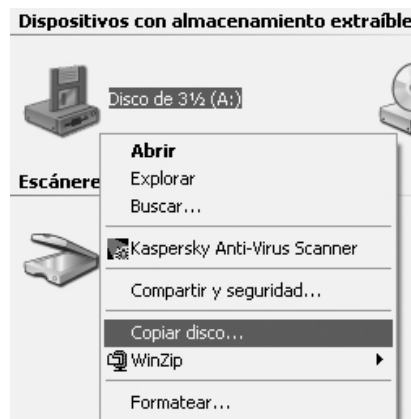 Dispositivos con almacenamiento extraíble
Disco de 3½ (A:)
Abrir
Explorar
Escánere
Buscar...
Kaspersky Anti-Virus Scanner
Compartir y seguridad...
Copiar disco...
WinZip
Formatear...